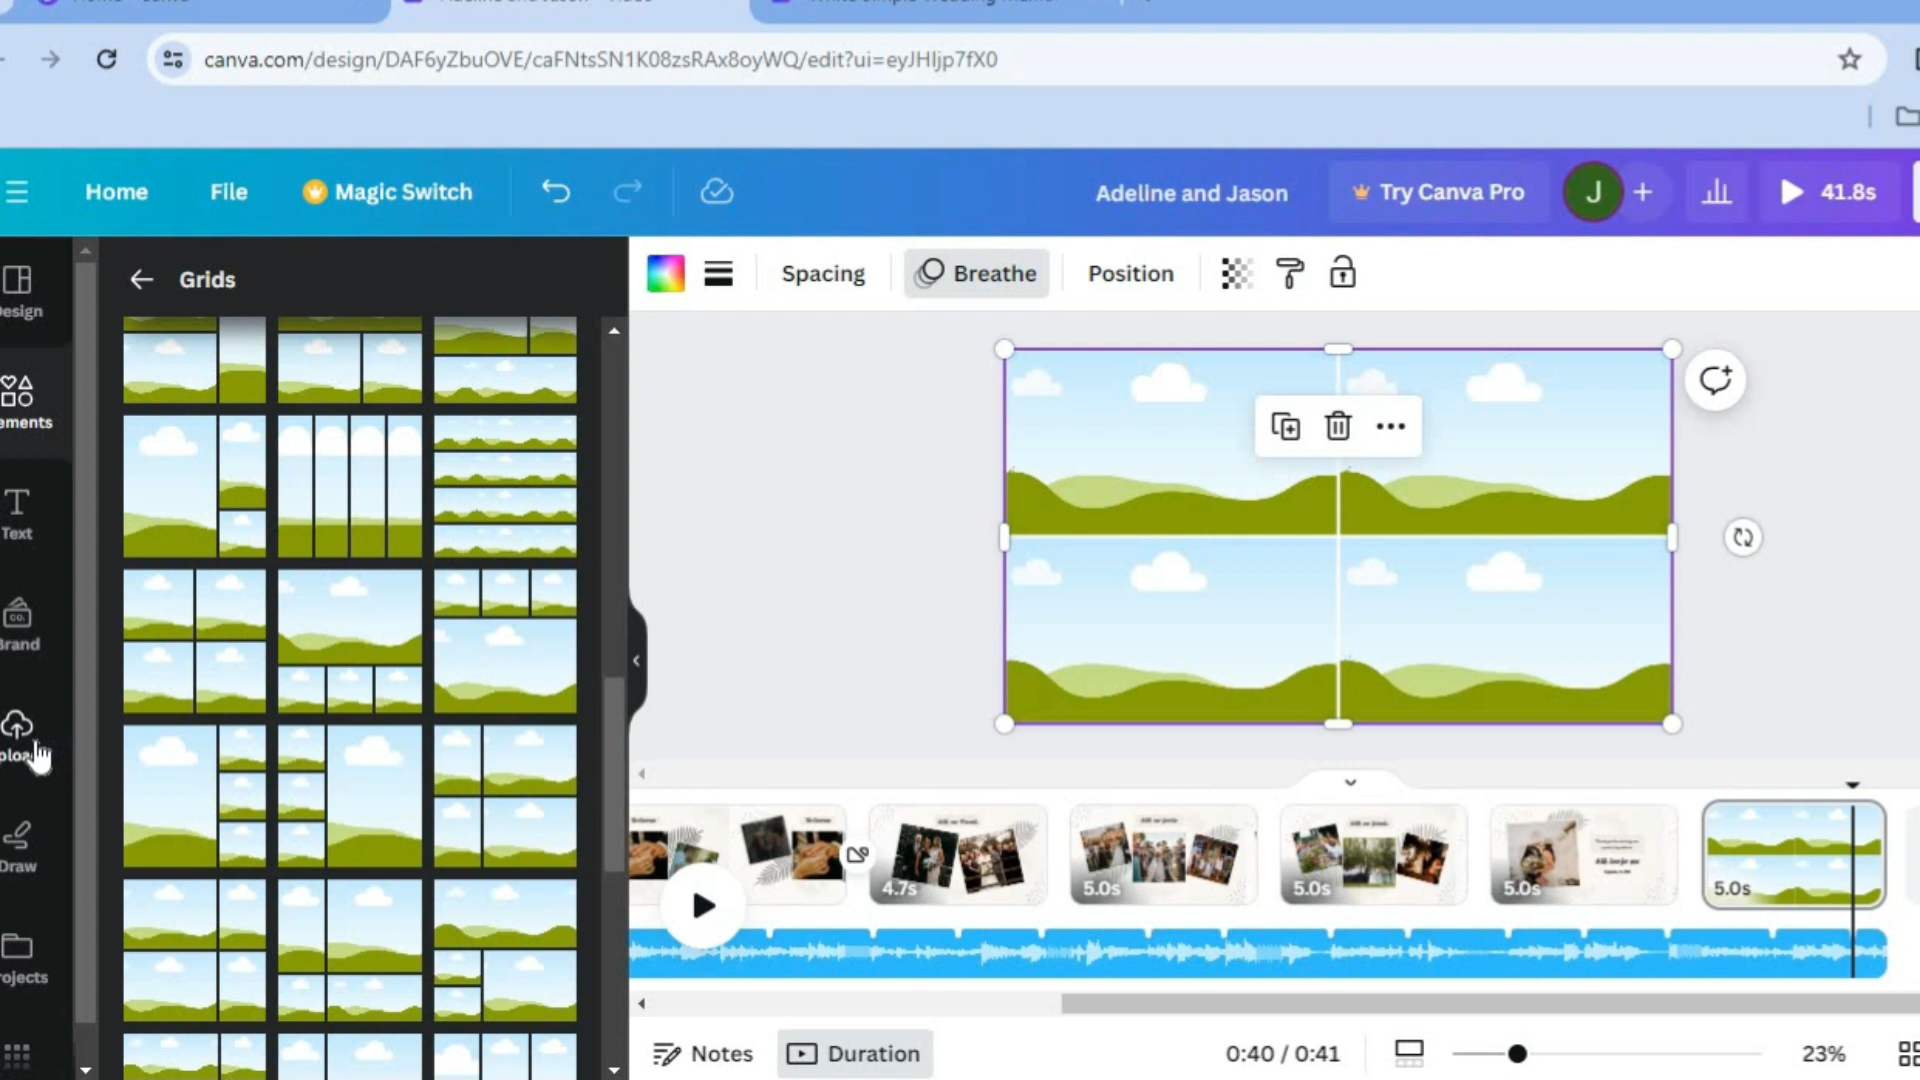 canva.com/design/DAF6yZbuOVE/caFNtsSN1K08zsRAx8oyWQ/edit?ui=eyJHIjp7fX0
Home
File
Magic Switch
Adeline and Jason
Try Canva Pro
J
41.8s
esign
ements
Text
Brand
Draw
rojects
Grids
Spacing
Breathe
Position
4.7s
5.0s
5.0s
5.0s
5.0s
Notes
Duration
0:40 / 0:41
23%